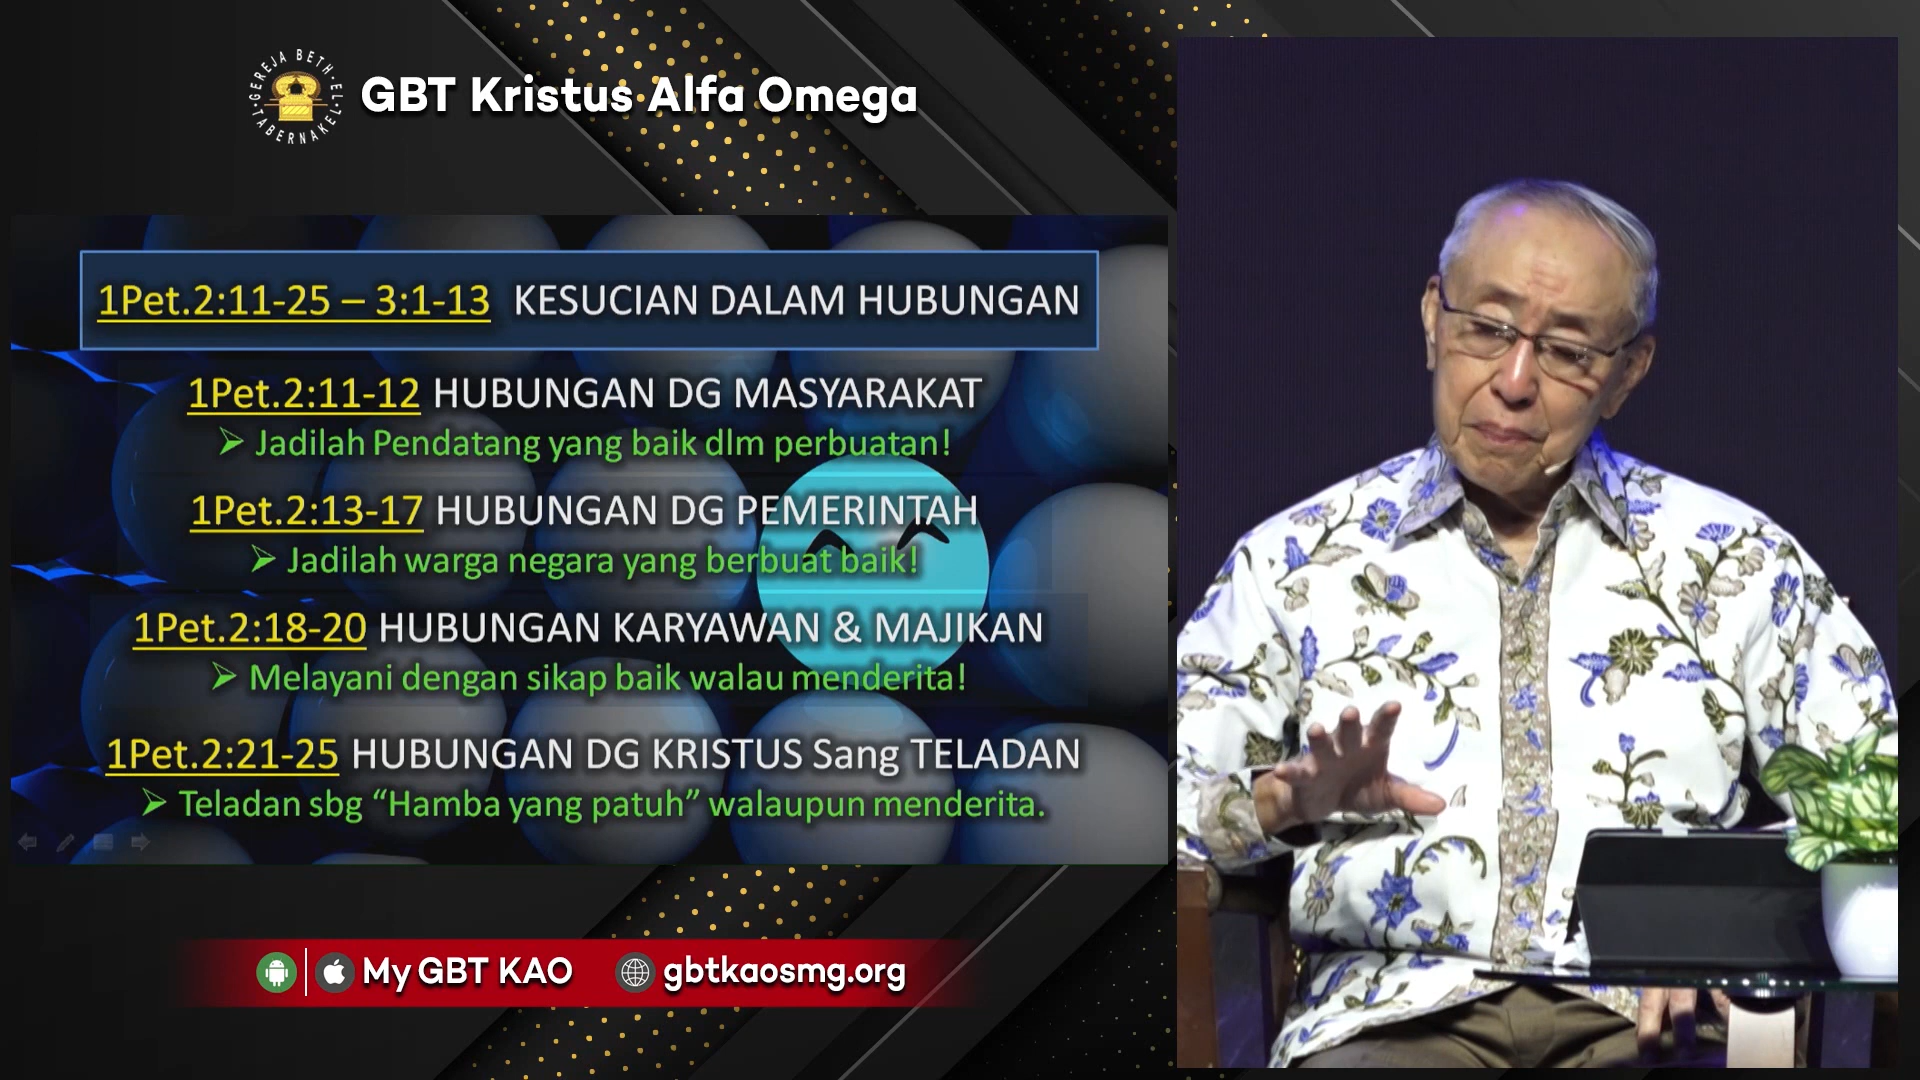 GEREJA BETH-EL TABERNAKEL
GBT Kristus Alfa Omega
1Pet.2:11-25 – 3:1-13 KESUCIAN DALAM HUBUNGAN
1Pet.2:11-12 HUBUNGAN DG MASYARAKAT
➢ Jadilah Pendatang yang baik dlm perbuatan!
1Pet.2:13-17 HUBUNGAN DG PEMERINTAH
➢ Jadilah warga negara yang berbuat baik!
1Pet.2:18-20 HUBUNGAN KARYAWAN & MAJIKAN
➢ Melayani dengan sikap baik walau menderita!
1Pet.2:21-25 HUBUNGAN DG KRISTUS Sang TELADAN
➢ Teladan sbg “Hamba yang patuh” walaupun menderita.
My GBT KAO gbtkaosmg.org